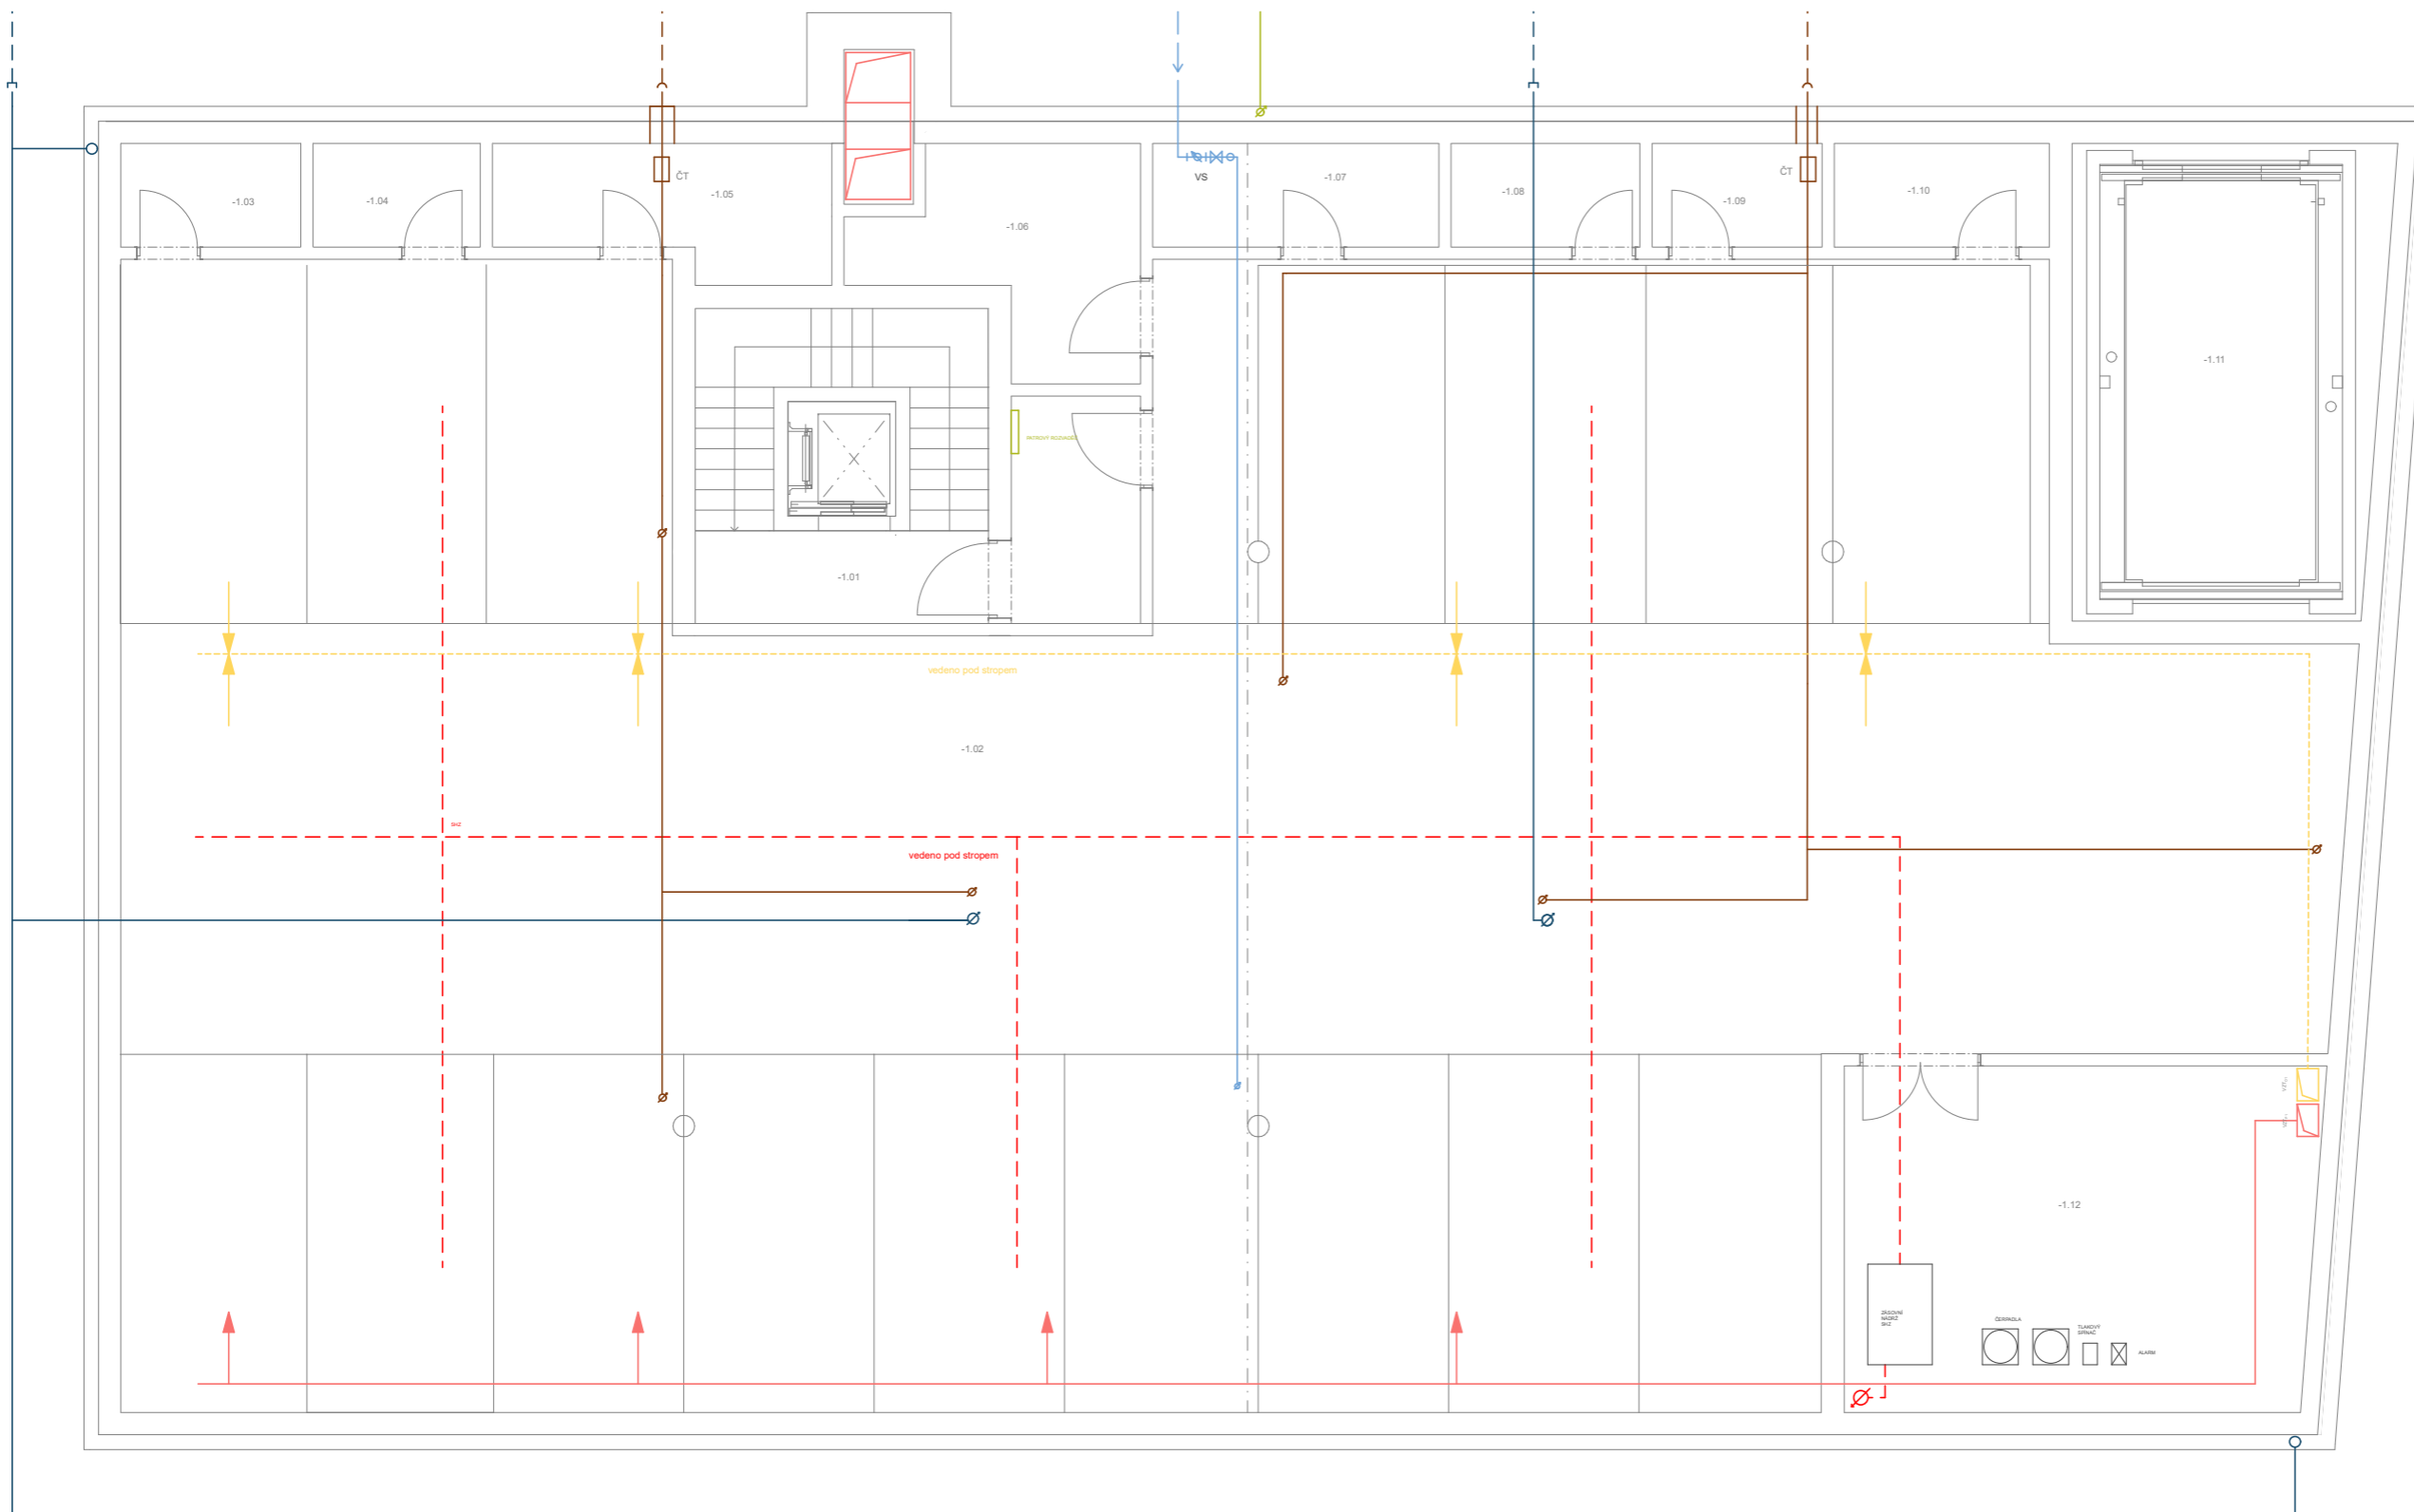 ČT
VS
ČT
-1.03
-1.04
-1.05
-1.06
-1.07
-1.08
-1.09
-1.10
-1.11
PATROVÝ ROZVADĚČ
-1.01
vedeno pod stropem
-1.02
SHZ
vedeno pod stropem
-1.12
ZÁSOVNÍ
NÁDRŽ
SHZ
ČERPADLA
TLAKOVÝ
SPÍNAČ
ALARM